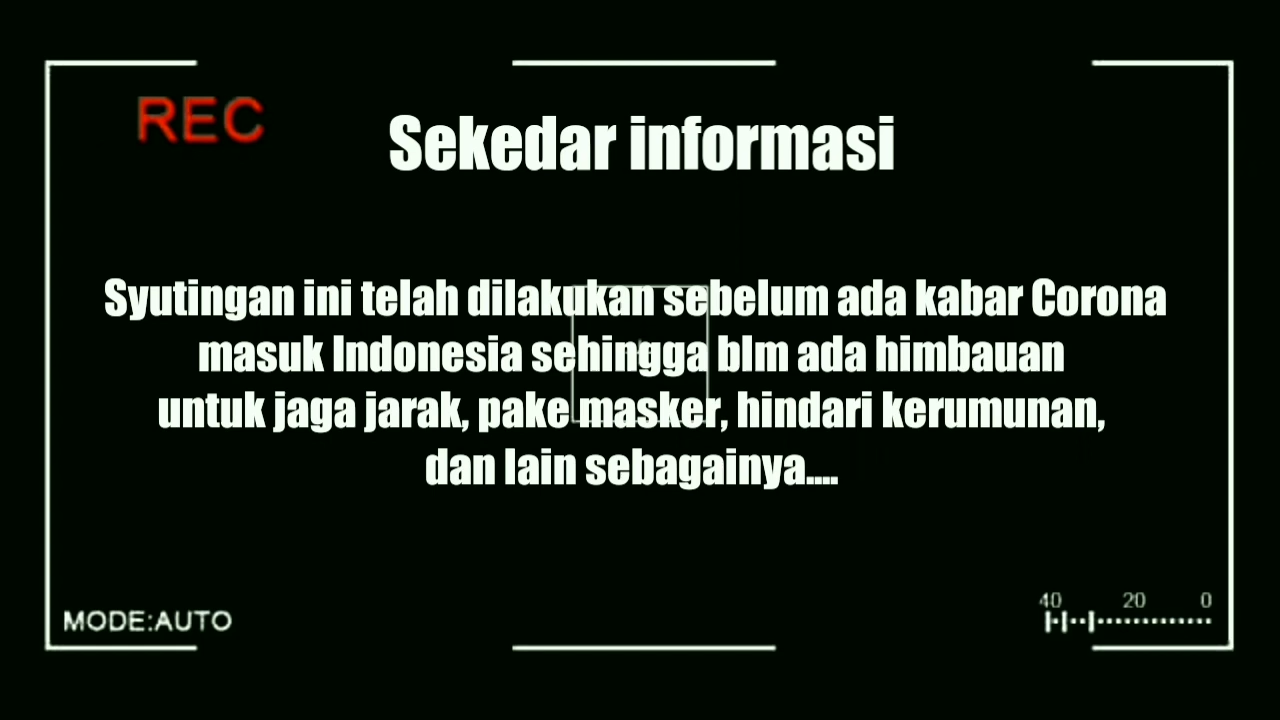 REC
Sekedar informasi
Syutingan ini telah dilakukan sebelum ada kabar Corona
masuk Indonesia sehingga blm ada himbauan
untuk jaga jarak, pake masker, hindari kerumunan,
dan lain sebagainya....
MODE:AUTO
40 20 0